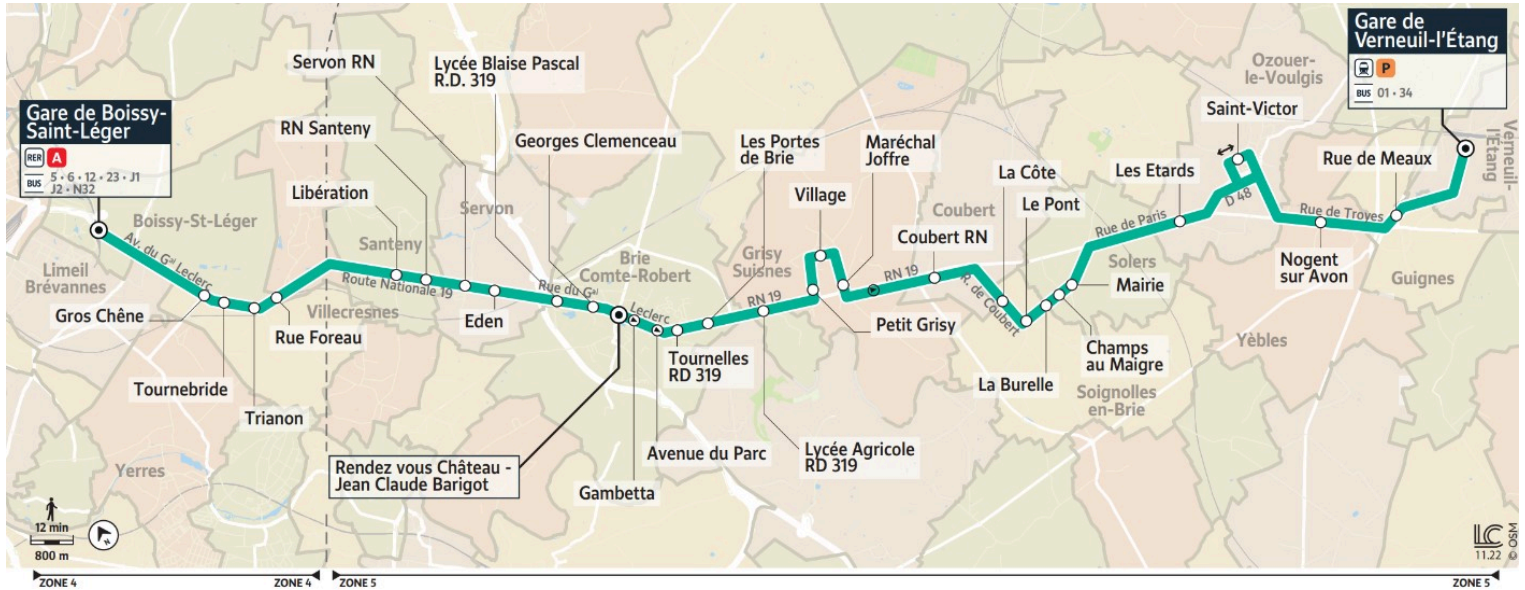 Gare de Boissy-
Saint-Léger
RER A
BUS 5 • 6 • 12 • 23 • J1
J2 • N32
Servon RN
Lycée Blaise Pascal
R.D. 319
RN Santeny
Georges Clemenceau
Libération
Les Portes
de Brie
Maréchal
Joffre
Village
La Côte
Le Pont
Coubert RN
Les Etards
Saint-Victor
Rue de Meaux
Gare de
Verneuil-l'Étang
P
BUS 01 • 34
Ozouer-
le-Voulgis
Verneuil-
l'Étang
Boissy-St-Léger
Limeil
Brévannes
Av. du Gal Leclerc
Santeny
Servon
Route Nationale 19
Villecresnes
Rue du Gal
Leclerc
Brie
Comte-Robert
Grisy
Suisnes
RN 19
RN 19
Coubert
R. de Coubert
Rue de Paris
Solers
D 48
Rue de Troyes
Guignes
Yèbles
Soignolles
en-Brie
Yerres
Gros Chêne
Tournebride
Trianon
Rue Foreau
Eden
Rendez vous Château -
Jean Claude Barigot
Gambetta
Avenue du Parc
Tournelles
RD 319
Lycée Agricole
RD 319
Petit Grisy
La Burelle
Champs
au Maigre
Mairie
Nogent
sur Avon
12 min
800 m
N
LC
11.22
© OSM
ZONE 4
ZONE 4
ZONE 5
ZONE 5